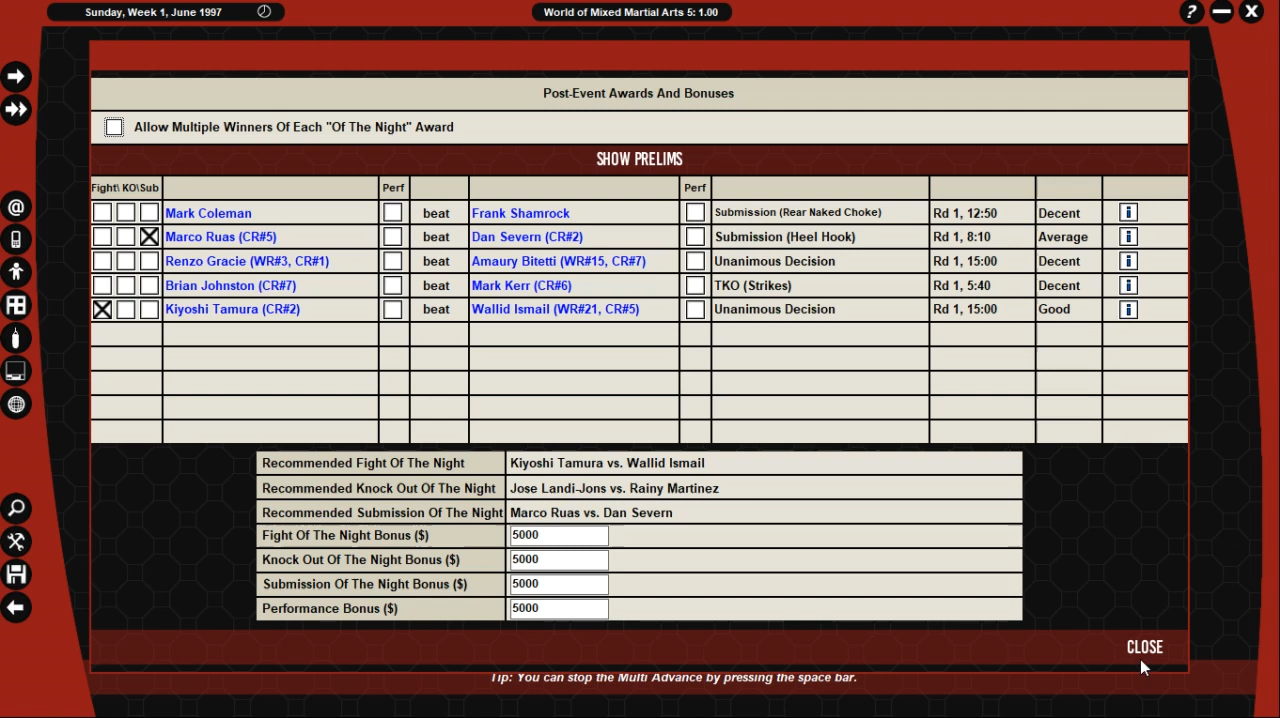 Sunday, Week 1, June 1997
World of Mixed Martial Arts 5: 1.00
?
X
Post-Event Awards And Bonuses
Allow Multiple Winners Of Each "Of The Night" Award
SHOW PRELIMS
Fight\ KO\Sub Perf Perf
Mark Coleman beat Frank Shamrock Submission (Rear Naked Choke) Rd 1, 12:50 Decent i
Marco Ruas (CR#5) beat Dan Severn (CR#2) Submission (Heel Hook) Rd 1, 8:10 Average i
Renzo Gracie (WR#3, CR#1) beat Amaury Bitetti (WR#15, CR#7) Unanimous Decision Rd 1, 15:00 Decent i
Brian Johnston (CR#7) beat Mark Kerr (CR#6) TKO (Strikes) Rd 1, 5:40 Decent i
Kiyoshi Tamura (CR#2) beat Wallid Ismail (WR#21, CR#5) Unanimous Decision Rd 1, 15:00 Good i
Recommended Fight Of The Night Kiyoshi Tamura vs. Wallid Ismail
Recommended Knock Out Of The Night Jose Landi-Jons vs. Rainy Martinez
Recommended Submission Of The Night Marco Ruas vs. Dan Severn
Fight Of The Night Bonus ($) 5000
Knock Out Of The Night Bonus ($) 5000
Submission Of The Night Bonus ($) 5000
Performance Bonus ($) 5000
CLOSE
Tip: You can stop the Multi Advance by pressing the space bar.